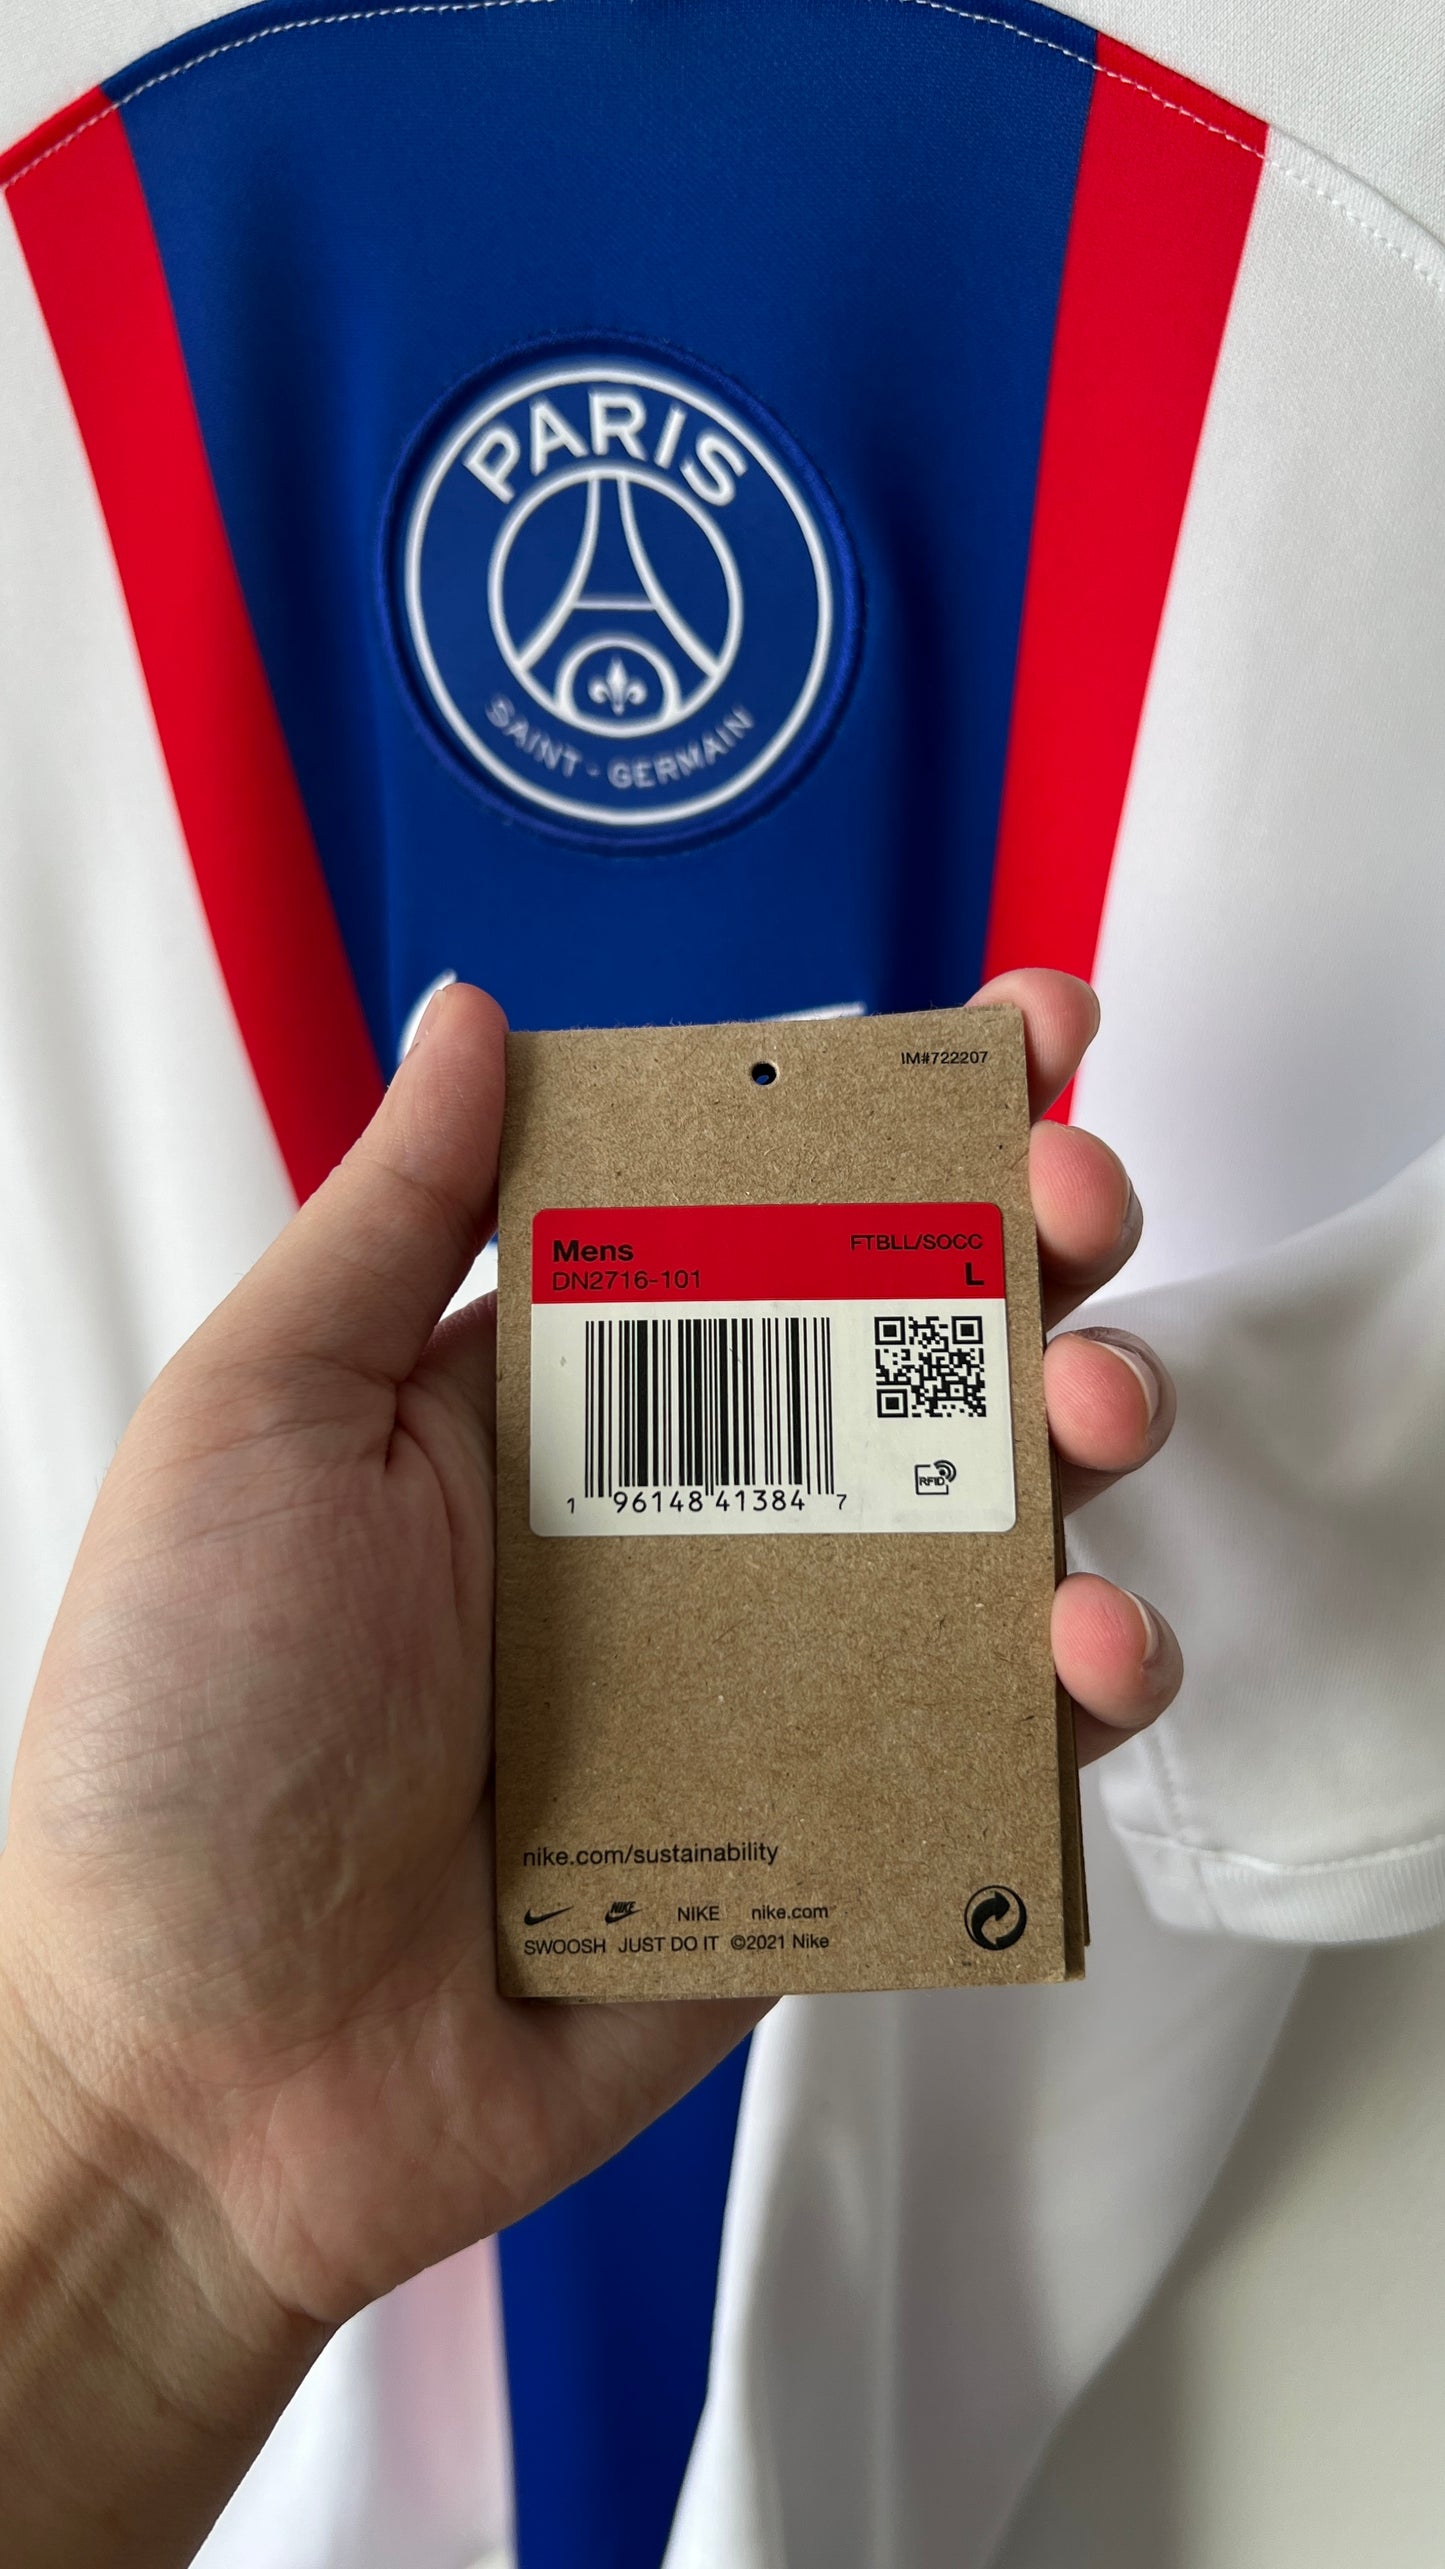 PARIS
SAINT-GERMAIN
IM#722207
Mens
FTBLL/SOCC
DN2716-101
L
1 96148 41384 7
RFID
nike.com/sustainability
NIKE NIKE nike.com
SWOOSH JUST DO IT ©2021 Nike